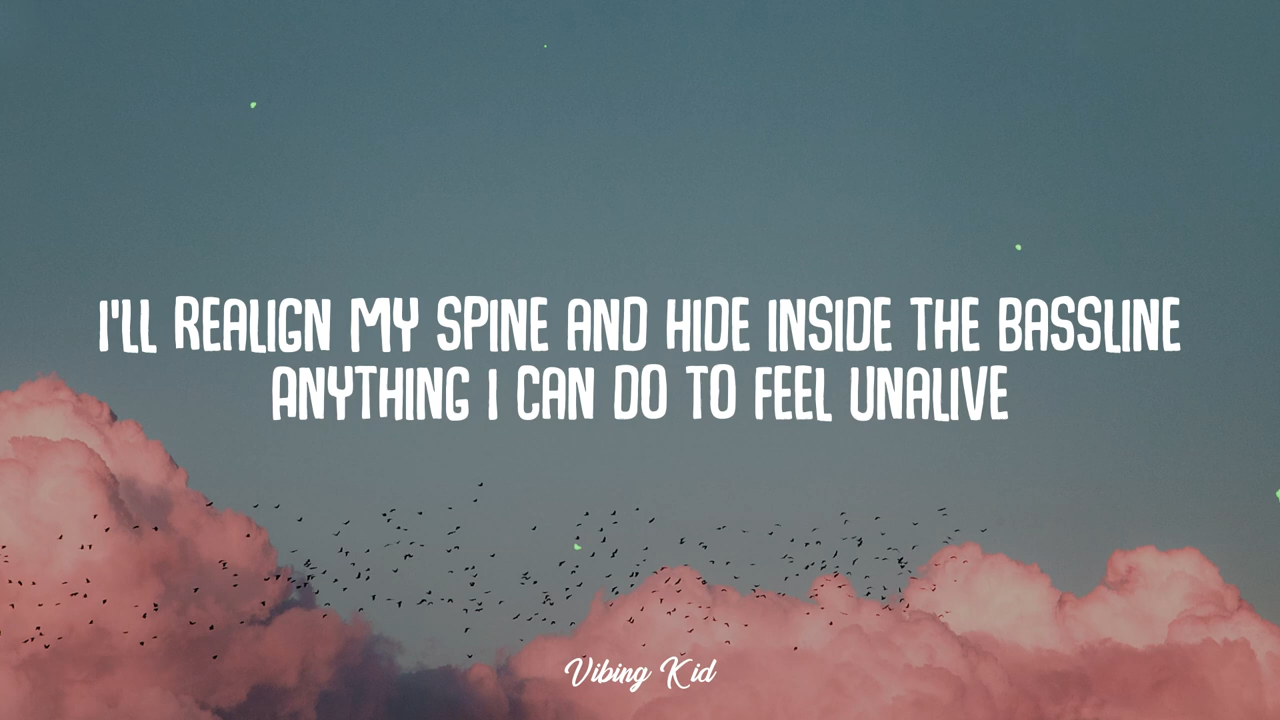 I'LL REALIGN MY SPINE AND HIDE INSIDE THE BASSLINE
ANYTHING I CAN DO TO FEEL UNALIVE
Vibing Kid